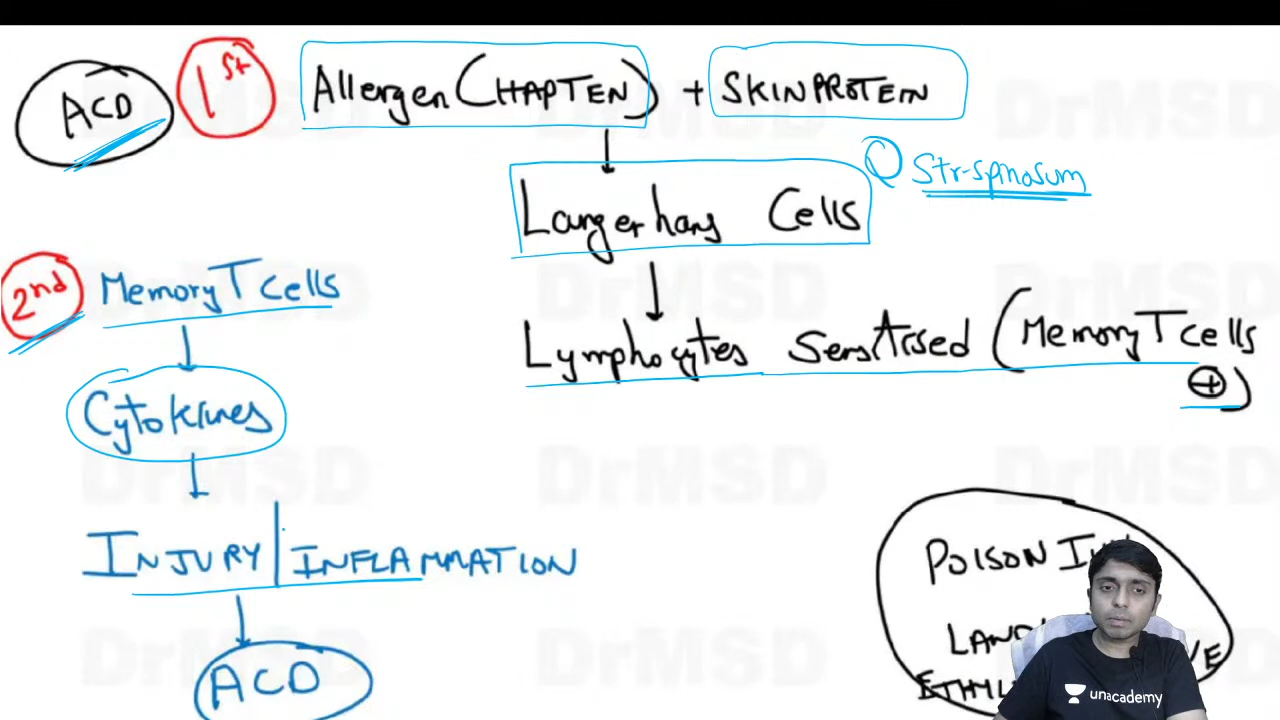 ACD 1st Allergen (HAPTEN) + SKIN PROTEIN
Langerhans Cells Str-spinosum
Lymphocytes Sensitised (Memory T cells +)
2nd Memory T cells
Cytokines
INJURY | INFLAMMATION
ACD
POISON
DrMSD
unacademy